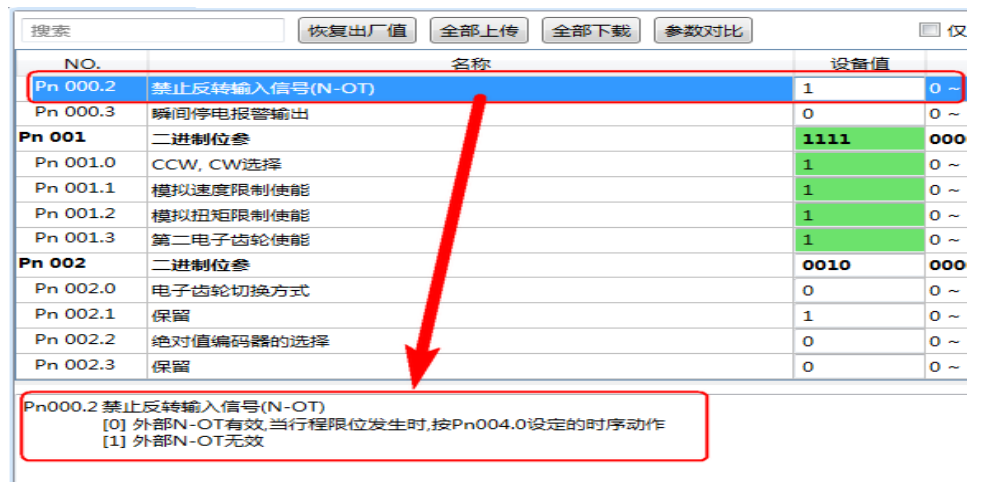 搜索 恢复出厂值 全部上传 全部下载 参数对比 仅
NO. 名称 设备值
Pn 000.2 禁止反转输入信号(N-OT) 1 0 ~
Pn 000.3 瞬间停电报警输出 0 0 ~
Pn 001 二进制位参 1111 000
Pn 001.0 CCW, CW选择 1 0 ~
Pn 001.1 模拟速度限制使能 1 0 ~
Pn 001.2 模拟扭矩限制使能 1 0 ~
Pn 001.3 第二电子齿轮使能 1 0 ~
Pn 002 二进制位参 0010 000
Pn 002.0 电子齿轮切换方式 0 0 ~
Pn 002.1 保留 1 0 ~
Pn 002.2 绝对值编码器的选择 0 0 ~
Pn 002.3 保留 0 0 ~
Pn000.2 禁止反转输入信号(N-OT)
[0] 外部N-OT有效,当行程限位发生时,按Pn004.0设定的时序动作
[1] 外部N-OT无效